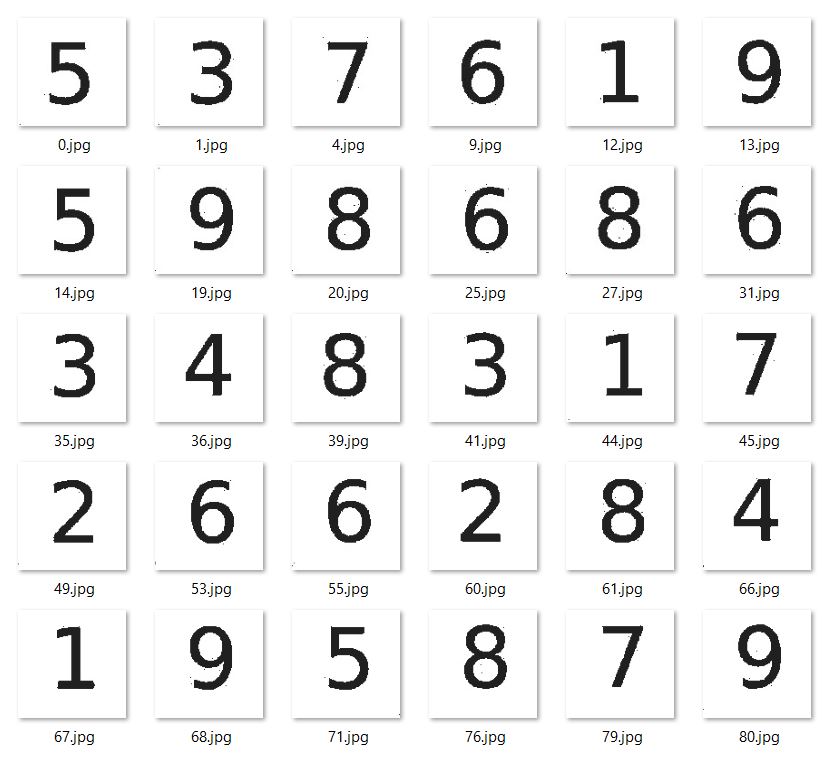 5 3 7 6 1 9
0.jpg 1.jpg 4.jpg 9.jpg 12.jpg 13.jpg
5 9 8 6 8 6
14.jpg 19.jpg 20.jpg 25.jpg 27.jpg 31.jpg
3 4 8 3 1 7
35.jpg 36.jpg 39.jpg 41.jpg 44.jpg 45.jpg
2 6 6 2 8 4
49.jpg 53.jpg 55.jpg 60.jpg 61.jpg 66.jpg
1 9 5 8 7 9
67.jpg 68.jpg 71.jpg 76.jpg 79.jpg 80.jpg